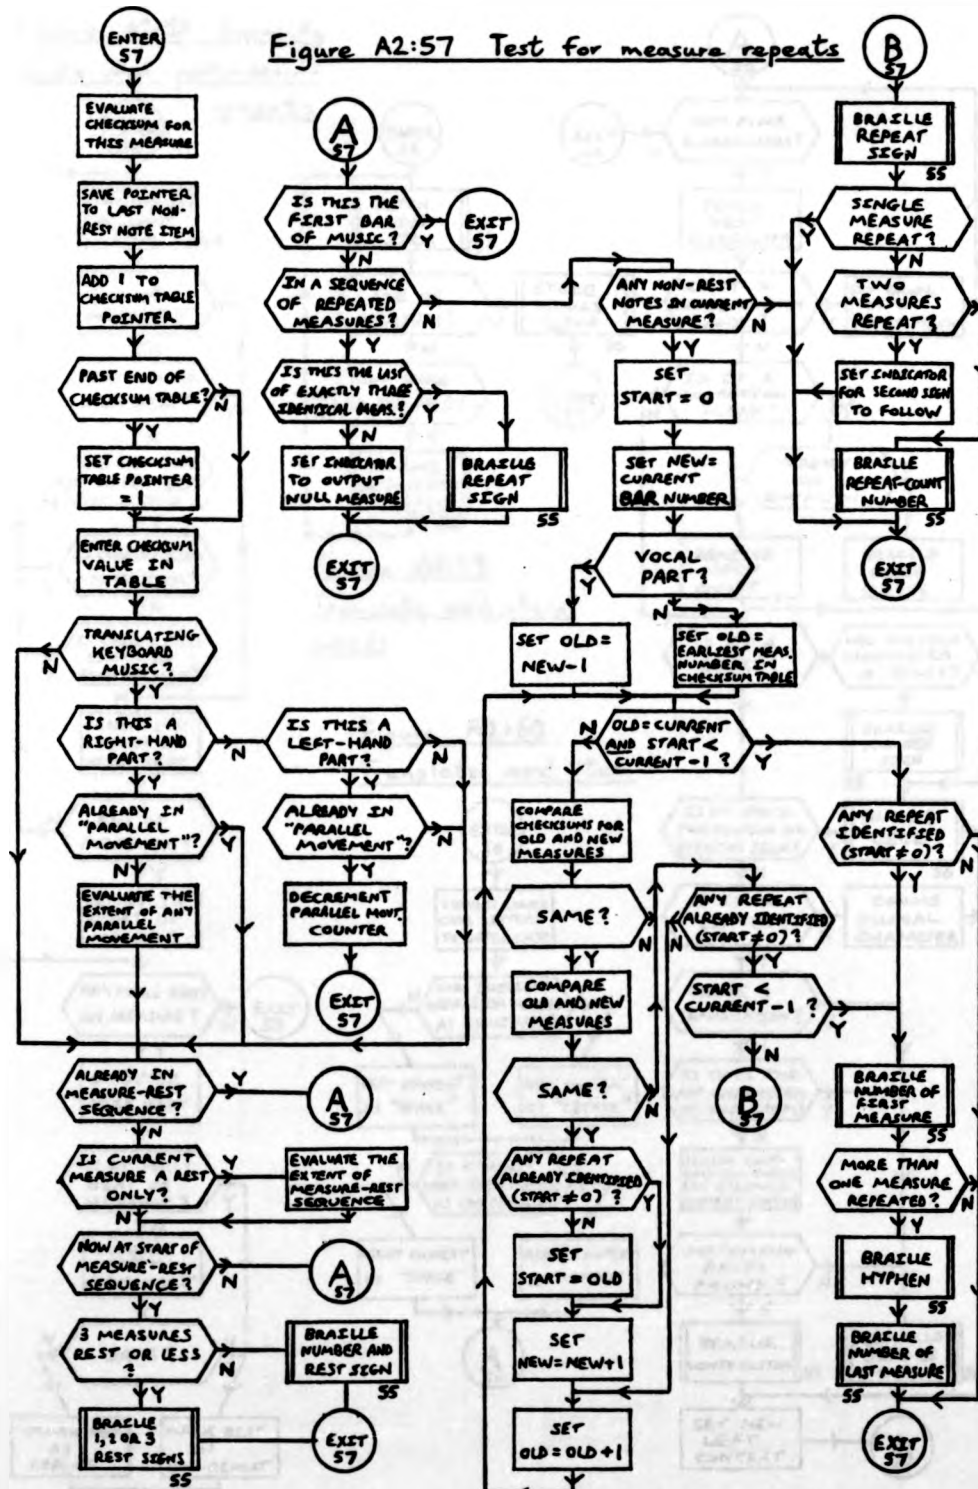 Figure A2:57 Test for measure repeats
ENTER
57
EVALUATE
CHECKSUM FOR
THIS MEASURE
SAVE POINTER
TO LAST NON-
REST NOTE ITEM
ADD 1 TO
CHECKSUM TABLE
POINTER
PAST END OF
CHECKSUM TABLE?
N
Y
SET CHECKSUM
TABLE POINTER
= 1
ENTER CHECKSUM
VALUE IN
TABLE
TRANSLATING
KEYBOARD
MUSIC?
N
Y
IS THIS A
RIGHT-HAND
PART?
N
Y
IS THIS A
LEFT-HAND
PART?
N
Y
ALREADY IN
"PARALLEL
MOVEMENT"?
Y
N
ALREADY IN
"PARALLEL
MOVEMENT"?
N
Y
EVALUATE THE
EXTENT OF ANY
PARALLEL
MOVEMENT
DECREMENT
PARALLEL MOVT.
COUNTER
EXIT
57
ALREADY IN
MEASURE-REST
SEQUENCE?
Y
N
A
57
IS CURRENT
MEASURE A REST
ONLY?
Y
N
EVALUATE THE
EXTENT OF
MEASURE-REST
SEQUENCE
NOW AT START OF
MEASURE-REST
SEQUENCE?
N
Y
A
57
3 MEASURES
REST OR LESS
?
N
Y
BRAILLE
NUMBER AND
REST SIGN
55
BRAILLE
1, 2 OR 3
REST SIGNS
55
EXIT
57
A
57
IS THIS THE
FIRST BAR
OF MUSIC?
Y
N
EXIT
57
IN A SEQUENCE
OF REPEATED
MEASURES?
N
Y
IS THIS THE LAST
OF EXACTLY THREE
IDENTICAL MEAS.?
Y
N
SET INDICATOR
TO OUTPUT
NULL MEASURE
BRAILLE
REPEAT
SIGN
55
EXIT
57
ANY NON-REST
NOTES IN CURRENT
MEASURE?
N
Y
SET
START = 0
SET NEW =
CURRENT
BAR NUMBER
VOCAL
PART?
Y
N
SET OLD =
NEW-1
SET OLD =
EARLIEST MEAS.
NUMBER IN
CHECKSUM TABLE
OLD = CURRENT
AND START <
CURRENT-1?
N
Y
COMPARE
CHECKSUMS FOR
OLD AND NEW
MEASURES
SAME?
N
Y
COMPARE
OLD AND NEW
MEASURES
SAME?
N
Y
ANY REPEAT
ALREADY IDENTIFIED
(START ≠ 0)?
Y
N
SET
START = OLD
SET
NEW = NEW+1
SET
OLD = OLD+1
ANY REPEAT
ALREADY IDENTIFIED
(START ≠ 0)?
N
Y
START <
CURRENT-1?
Y
N
B
57
B
57
BRAILLE
REPEAT
SIGN
55
SINGLE
MEASURE
REPEAT?
Y
N
TWO
MEASURES
REPEAT?
Y
SET INDICATOR
FOR SECOND SIGN
TO FOLLOW
BRAILLE
REPEAT-COUNT
NUMBER
55
EXIT
57
ANY REPEAT
IDENTIFIED
(START ≠ 0)?
N
Y
BRAILLE
NUMBER OF
FIRST
MEASURE
55
MORE THAN
ONE MEASURE
REPEATED?
N
Y
BRAILLE
HYPHEN
55
BRAILLE
NUMBER OF
LAST MEASURE
55
EXIT
57